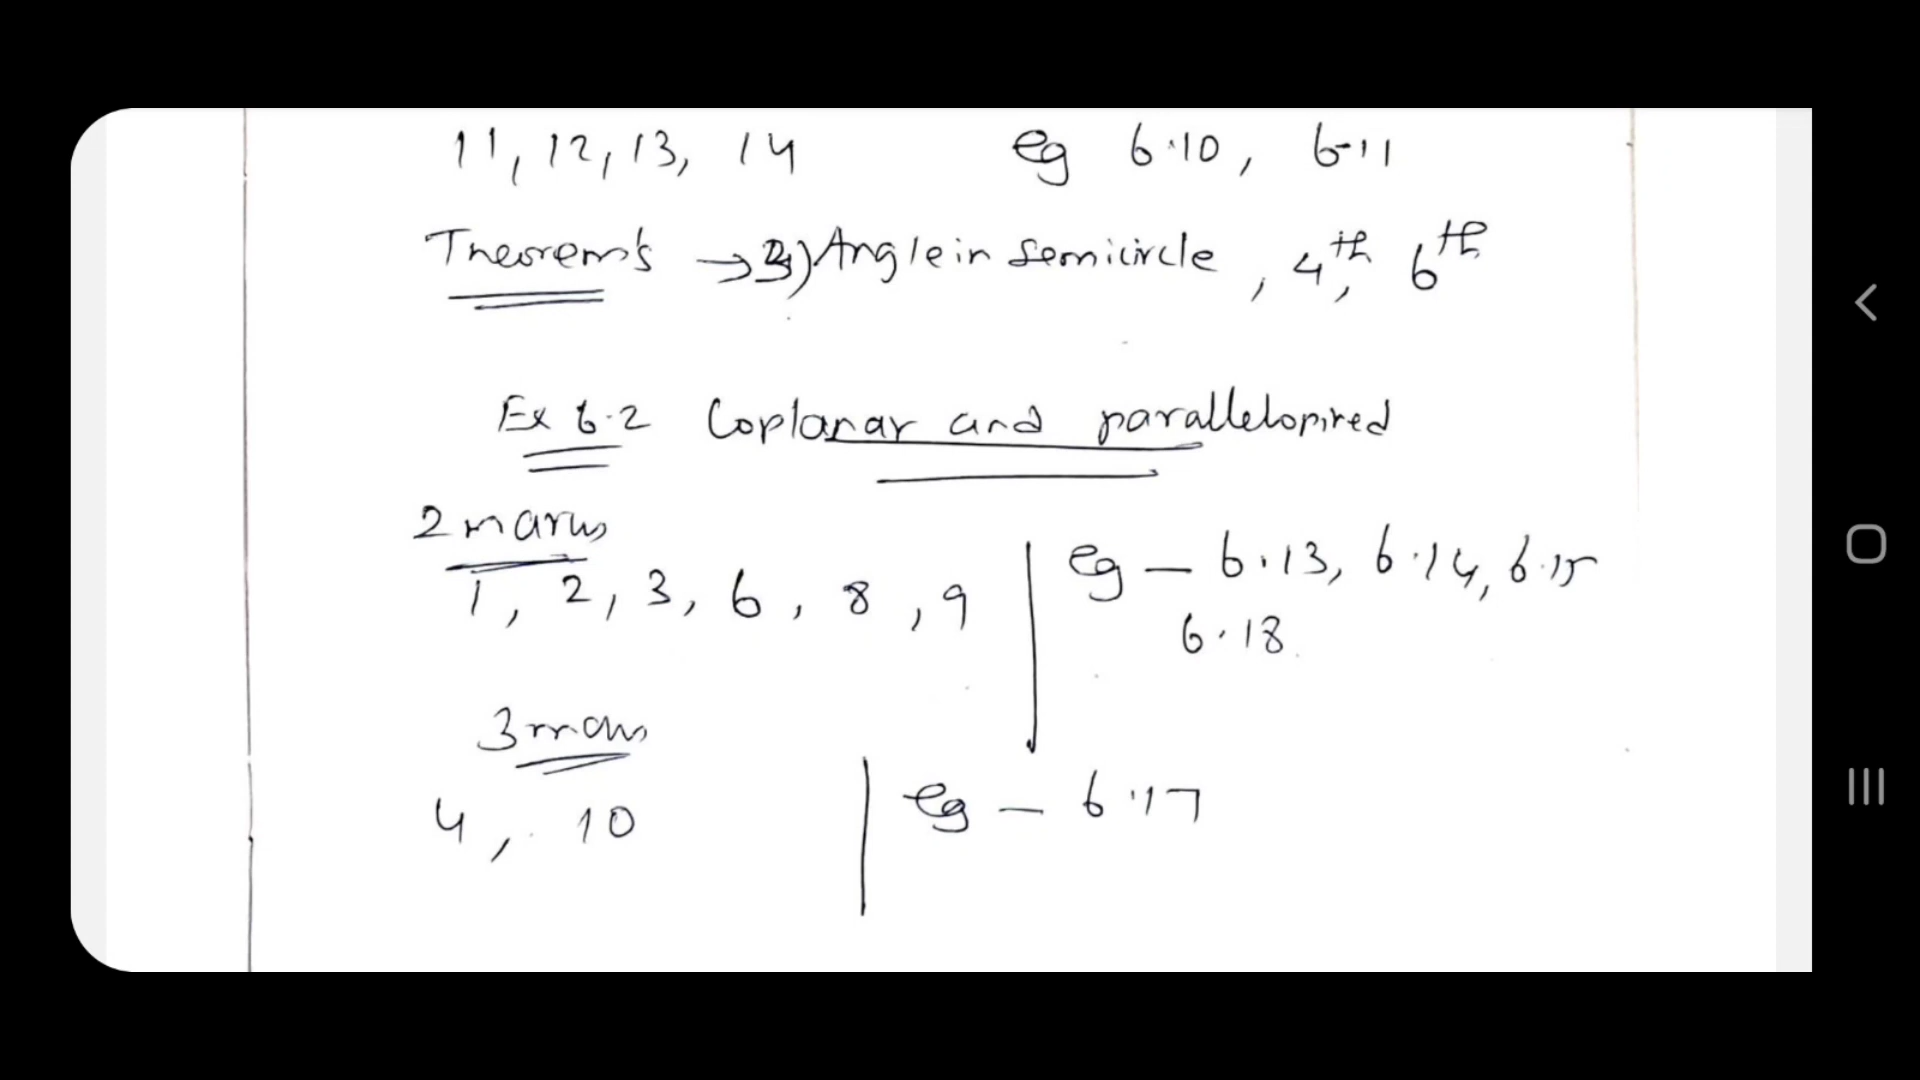 11, 12, 13, 14 eg 6.10, 6.11
Theorem's → 3) Angle in semicircle, 4th, 6th
Ex 6.2 Coplanar and parallelopiped
2 marks
1, 2, 3, 6, 8, 9 eg - 6.13, 6.14, 6.15
6.18
3 marks
4, 10 eg - 6.17